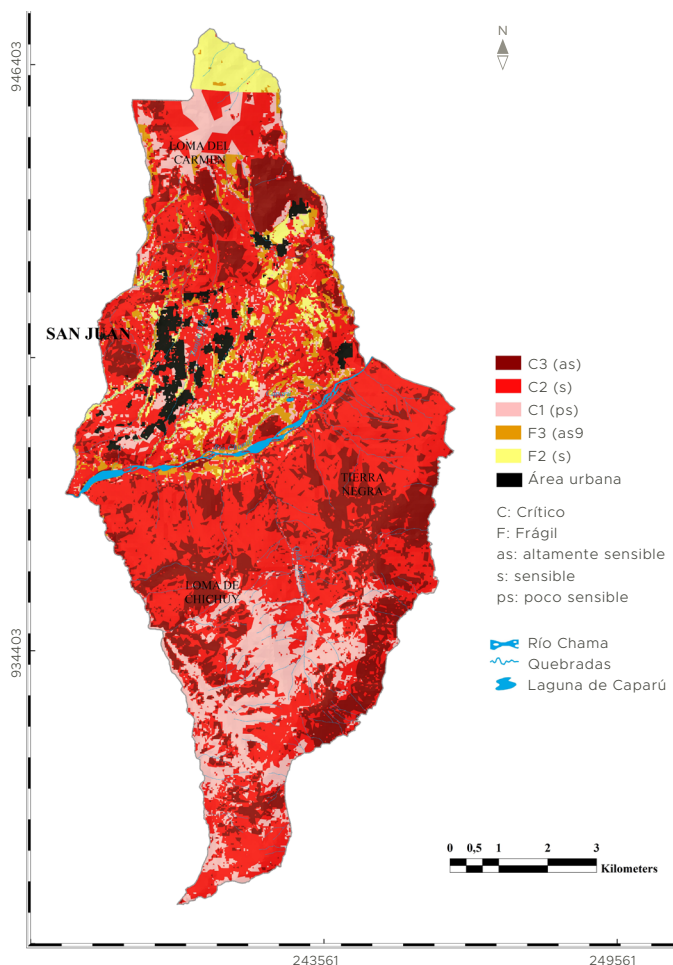 N
946403
LOMA DEL
CARMEN
SAN JUAN
C3 (as)
C2 (s)
C1 (ps)
F3 (as9
F2 (s)
Área urbana
TIERRA
NEGRA
C: Crítico
F: Frágil
as: altamente sensible
s: sensible
ps: poco sensible
LOMA DE
CHICHUY
934403
Río Chama
Quebradas
Laguna de Caparú
0 0,5 1 2 3
Kilometers
243561 249561